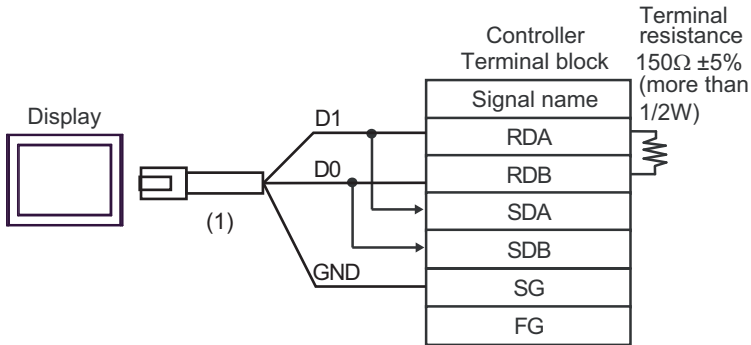 Terminal
resistance
150Ω ±5%
(more than
1/2W)
Controller
Terminal block
Signal name
Display
D1
RDA
D0
RDB
(1)
SDA
SDB
GND
SG
FG